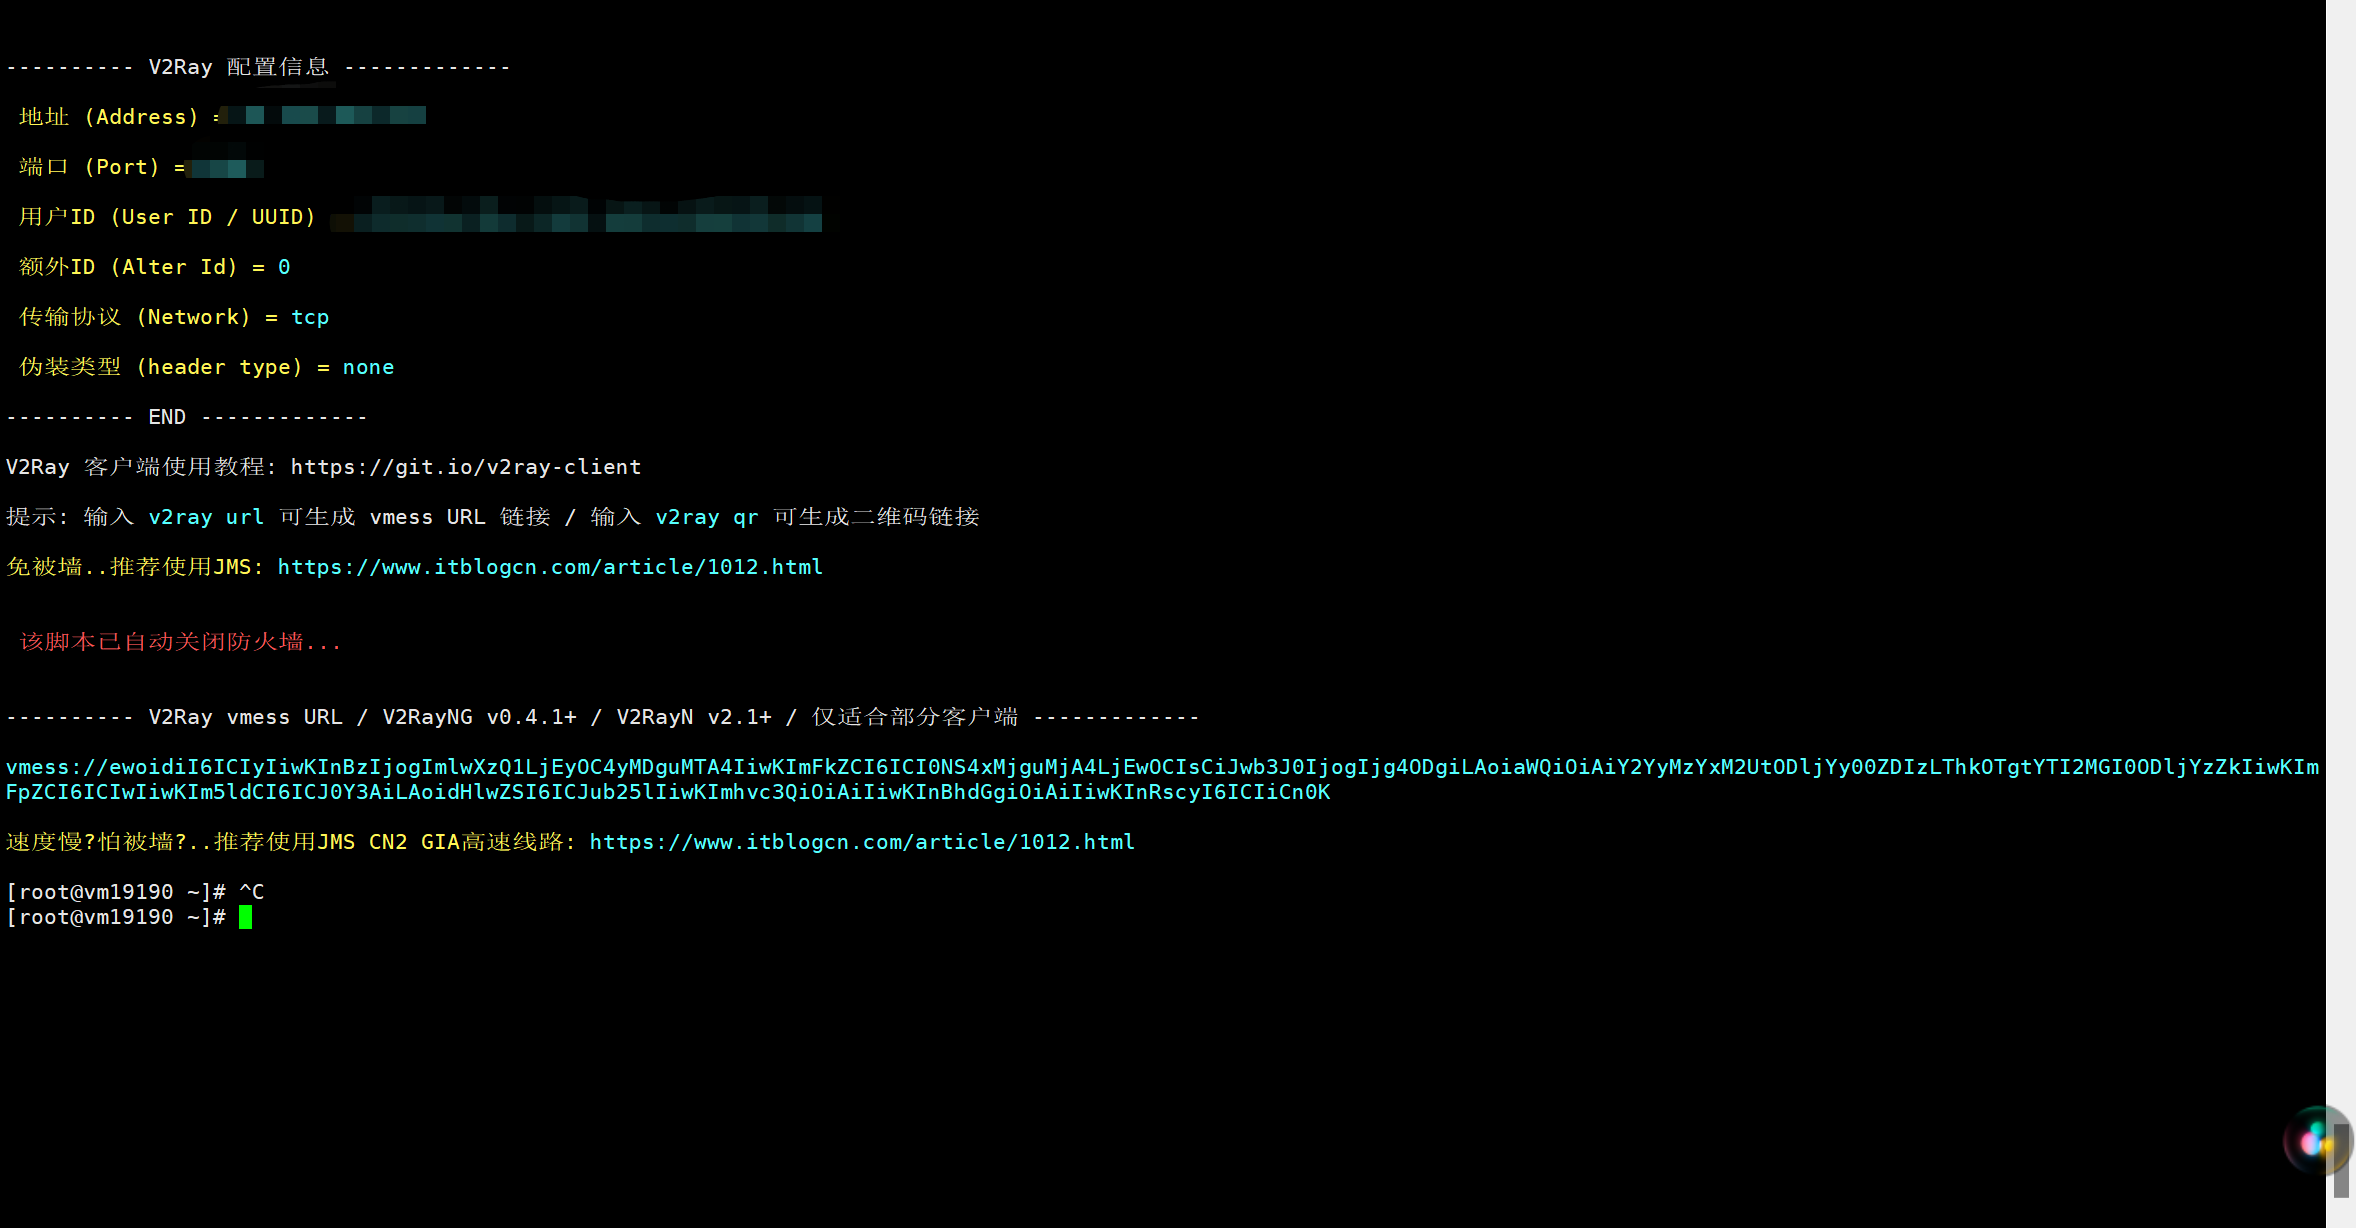 ---------- V2Ray 配置信息 -------------
地址 (Address) =
端口 (Port) =
用户ID (User ID / UUID)
额外ID (Alter Id) = 0
传输协议 (Network) = tcp
伪装类型 (header type) = none
---------- END -------------
V2Ray 客户端使用教程: https://git.io/v2ray-client
提示: 输入 v2ray url 可生成 vmess URL 链接 / 输入 v2ray qr 可生成二维码链接
免被墙..推荐使用JMS: https://www.itblogcn.com/article/1012.html
该脚本已自动关闭防火墙...
---------- V2Ray vmess URL / V2RayNG v0.4.1+ / V2RayN v2.1+ / 仅适合部分客户端 -------------
vmess://ewoidiI6ICIyIiwKInBzIjogImlwXzQ1LjEyOC4yMDguMTA4IiwKImFkZCI6ICI0NS4xMjguMjA4LjEwOCIsCiJwb3J0IjogIjg4ODgiLAoiaWQiOiAiY2YyMzYxM2UtODljYy00ZDIzLThkOTgtYTI2MGI0ODljYzZkIiwKIm
FpZCI6ICIwIiwKIm5ldCI6ICJ0Y3AiLAoidHlwZSI6ICJub25lIiwKImhvc3QiOiAiIiwKInBhdGgiOiAiIiwKInRscyI6ICIiCn0K
速度慢?怕被墙?..推荐使用JMS CN2 GIA高速线路: https://www.itblogcn.com/article/1012.html
[root@vm19190 ~]# ^C
[root@vm19190 ~]#